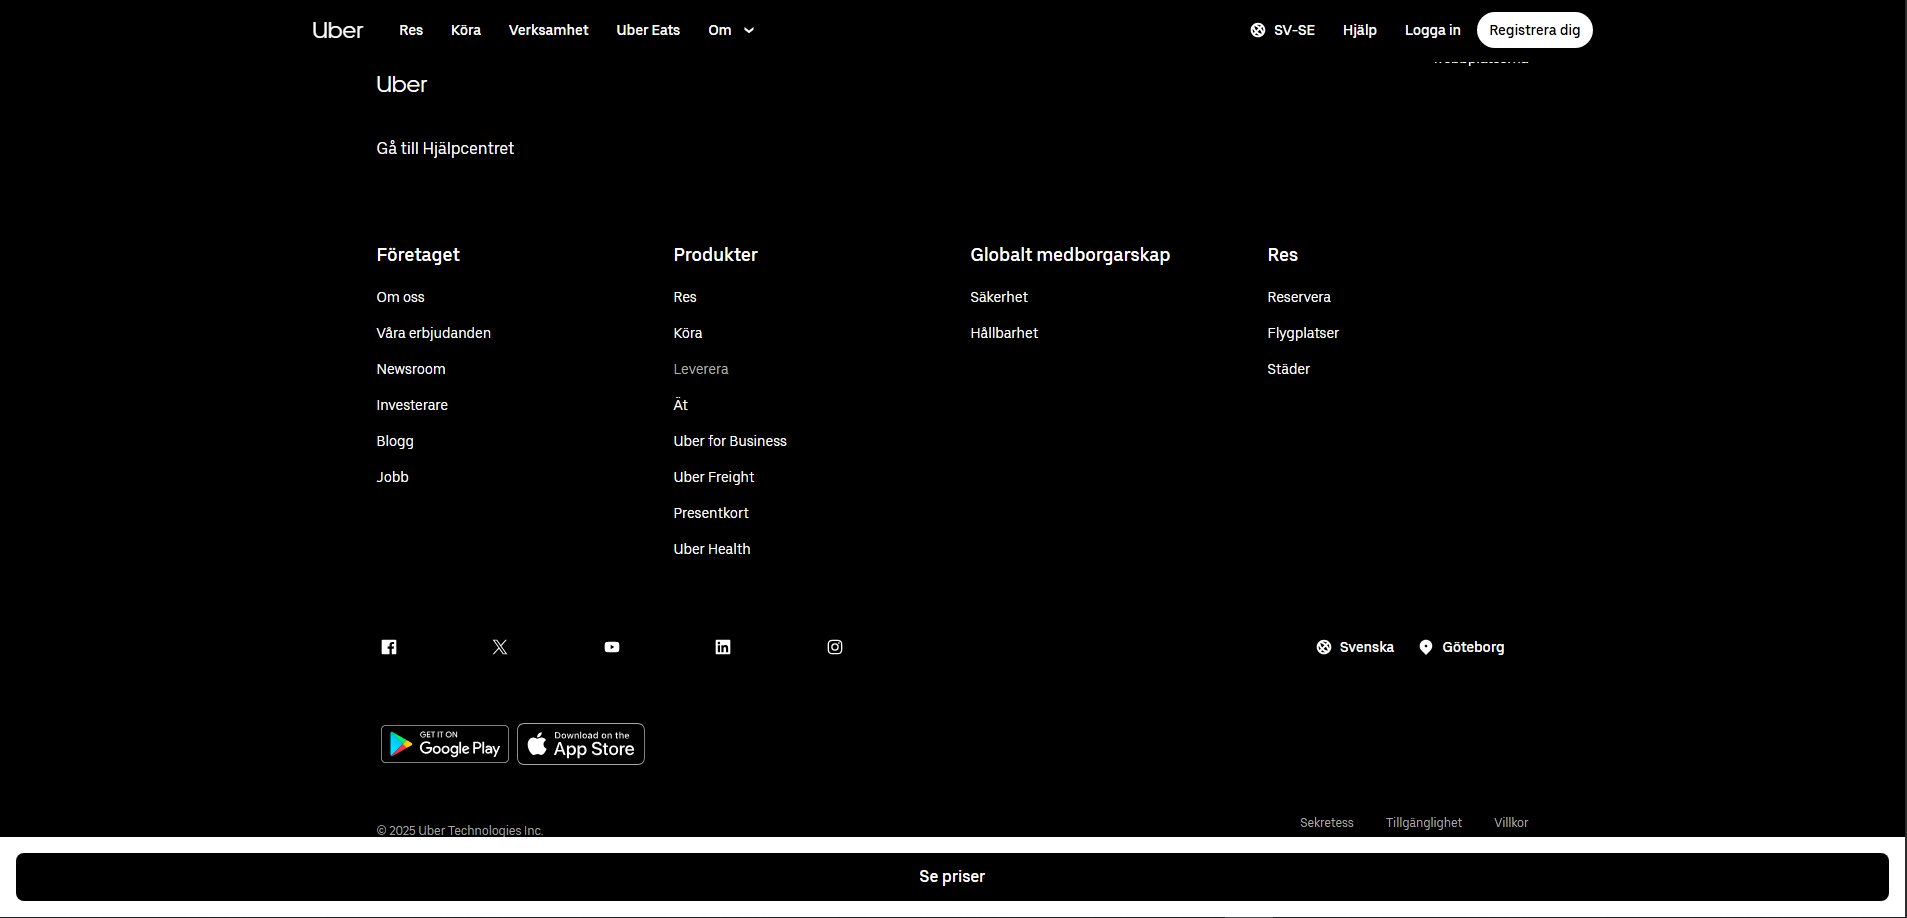 Uber
Res
Köra
Verksamhet
Uber Eats
Om
SV-SE
Hjälp
Logga in
Registrera dig
Uber
Gå till Hjälpcentret
Företaget
Om oss
Våra erbjudanden
Newsroom
Investerare
Blogg
Jobb
Produkter
Res
Köra
Leverera
Ät
Uber for Business
Uber Freight
Presentkort
Uber Health
Globalt medborgarskap
Säkerhet
Hållbarhet
Res
Reservera
Flygplatser
Städer
Svenska
Göteborg
GET IT ON
Google Play
Download on the
App Store
© 2025 Uber Technologies Inc.
Sekretess
Tillgänglighet
Villkor
Se priser